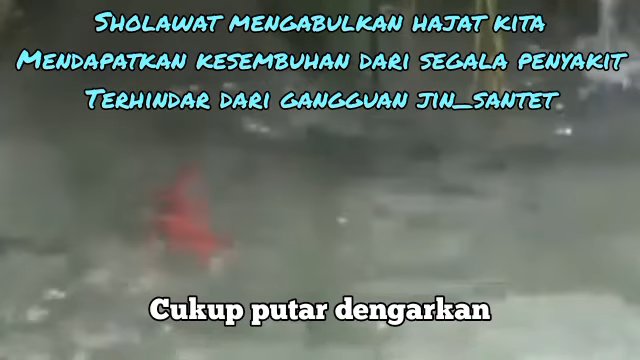 Sholawat mengabulkan hajat kita
Mendapatkan kesembuhan dari segala penyakit
Terhindar dari gangguan jin_santet
Cukup putar dengarkan